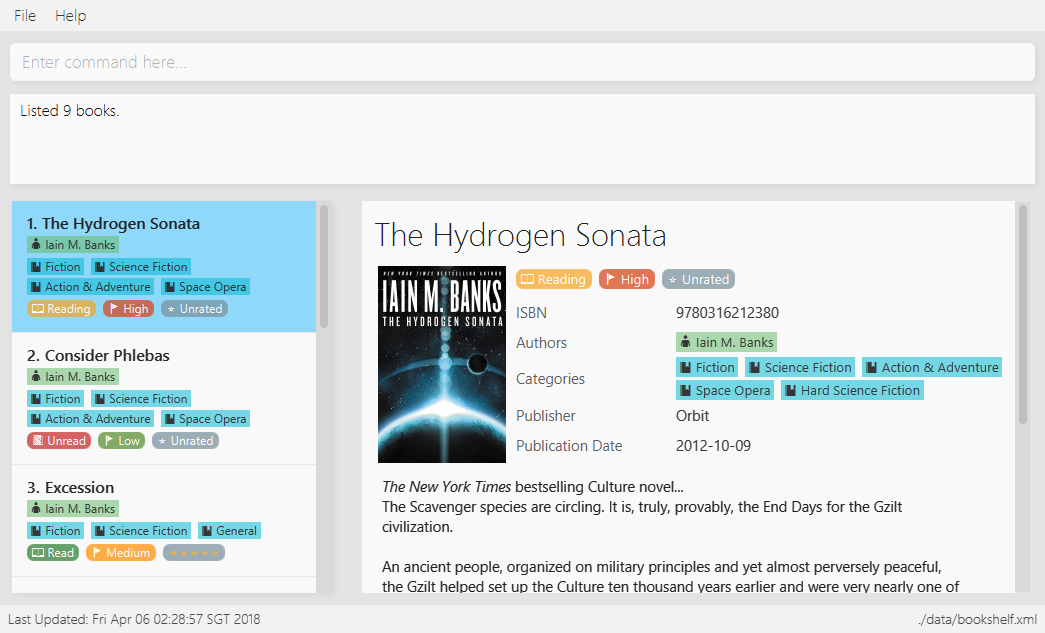 File Help
Enter command here...
Listed 9 books.
1. The Hydrogen Sonata
Iain M. Banks
Fiction Science Fiction
Action & Adventure Space Opera
Reading High Unrated
2. Consider Phlebas
Iain M. Banks
Fiction Science Fiction
Action & Adventure Space Opera
Unread Low Unrated
3. Excession
Iain M. Banks
Fiction Science Fiction General
Read Medium ★★★★★
The Hydrogen Sonata
NEW YORK TIMES BESTSELLING AUTHOR
IAIN M. BANKS
THE HYDROGEN SONATA
Reading High Unrated
ISBN 9780316212380
Authors Iain M. Banks
Categories Fiction Science Fiction Action & Adventure
Space Opera Hard Science Fiction
Publisher Orbit
Publication Date 2012-10-09
The New York Times bestselling Culture novel...
The Scavenger species are circling. It is, truly, provably, the End Days for the Gzilt
civilization.
An ancient people, organized on military principles and yet almost perversely peaceful,
the Gzilt helped set up the Culture ten thousand years earlier and were very nearly one of
Last Updated: Fri Apr 06 02:28:57 SGT 2018
./data/bookshelf.xml